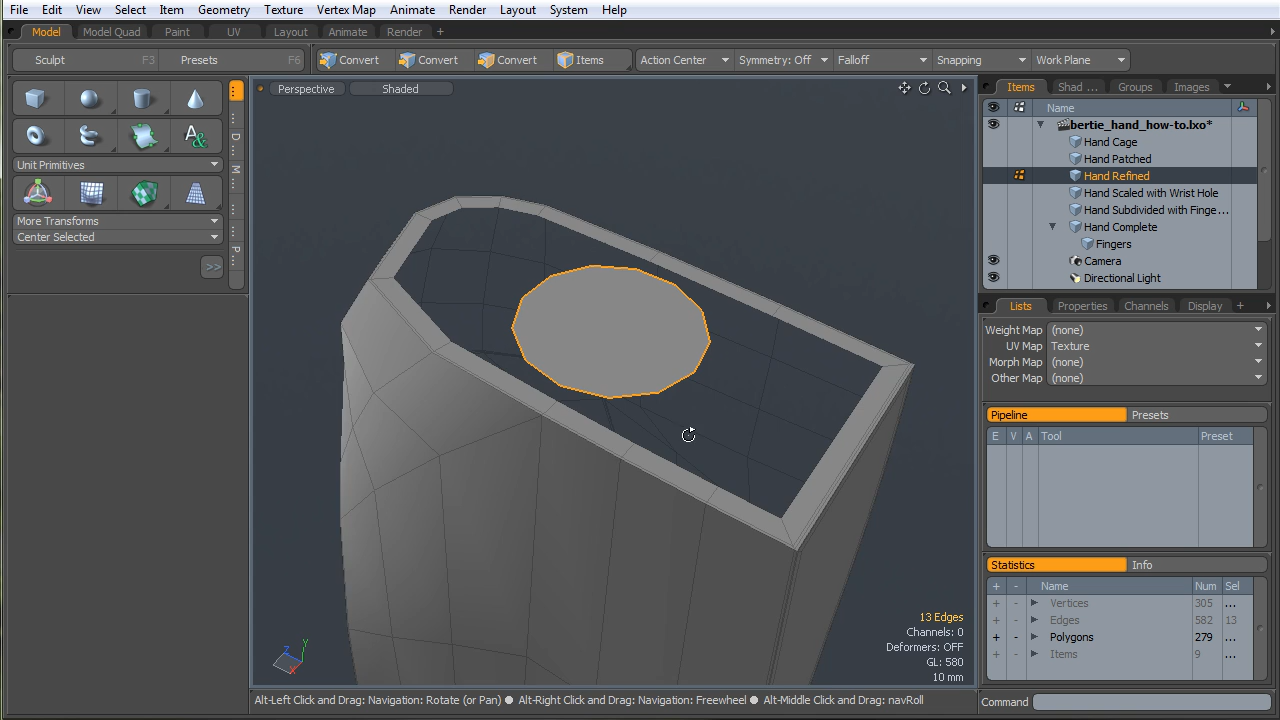 File Edit View Select Item Geometry Texture Vertex Map Animate Render Layout System Help
Model Model Quad Paint UV Layout Animate Render +
Sculpt F3 Presets F6 Convert Convert Convert Items Action Center Symmetry: Off Falloff Snapping Work Plane
Perspective Shaded
Items Shad ... Groups Images
Name
bertie_hand_how-to.lxo*
Hand Cage
Hand Patched
Hand Refined
Hand Scaled with Wrist Hole
Hand Subdivided with Finge...
Hand Complete
Fingers
Camera
Directional Light
Unit Primitives
More Transforms
Center Selected
>>
D...
M...
P...
Lists Properties Channels Display +
Weight Map (none)
UV Map Texture
Morph Map (none)
Other Map (none)
Pipeline Presets
E V A Tool Preset
Statistics Info
+ - Name Num Sel
+ - Vertices 305 ...
+ - Edges 582 13
+ - Polygons 279 ...
+ - Items 9 ...
13 Edges
Channels: 0
Deformers: OFF
GL: 580
10 mm
Y
Z
X
Alt-Left Click and Drag: Navigation: Rotate (or Pan) ● Alt-Right Click and Drag: Navigation: Freewheel ● Alt-Middle Click and Drag: navRoll
Command